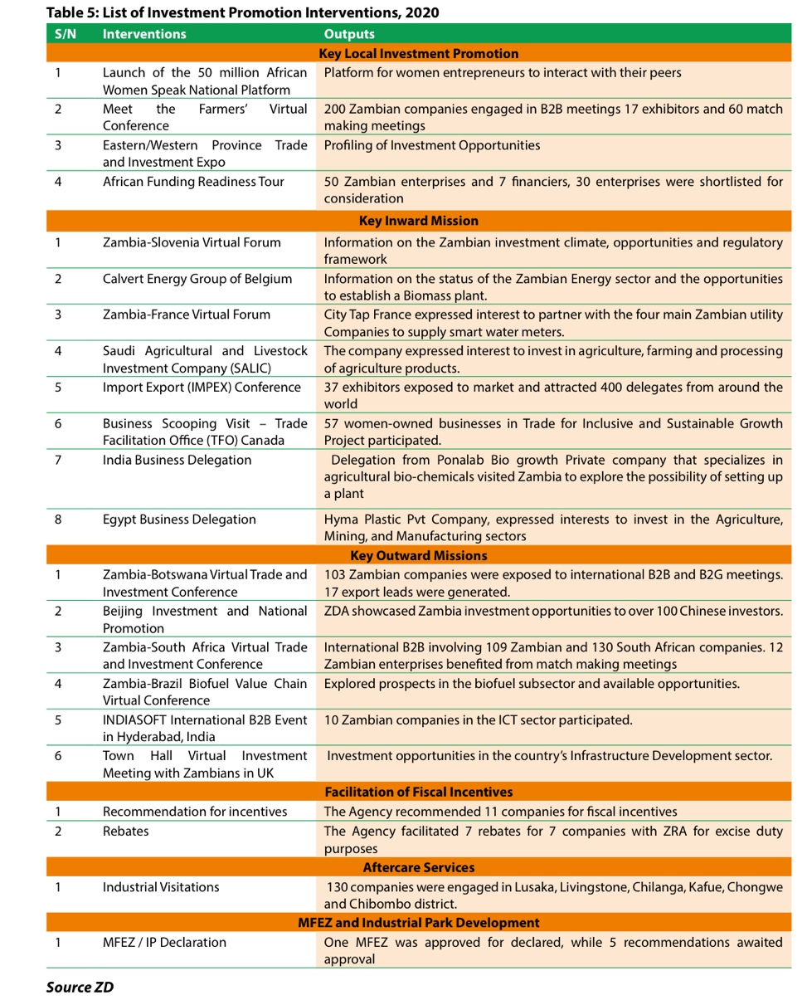 Table 5: List of Investment Promotion Interventions, 2020
S/N Interventions Outputs
Key Local Investment Promotion
1 Launch of the 50 million African Platform for women entrepreneurs to interact with their peers
Women Speak National Platform
2 Meet the Farmers' Virtual 200 Zambian companies engaged in B2B meetings 17 exhibitors and 60 match
Conference making meetings
3 Eastern/Western Province Trade Profiling of Investment Opportunities
and Investment Expo
4 African Funding Readiness Tour 50 Zambian enterprises and 7 financiers, 30 enterprises were shortlisted for
consideration
Key Inward Mission
1 Zambia-Slovenia Virtual Forum Information on the Zambian investment climate, opportunities and regulatory
framework
2 Calvert Energy Group of Belgium Information on the status of the Zambian Energy sector and the opportunities
to establish a Biomass plant.
3 Zambia-France Virtual Forum City Tap France expressed interest to partner with the four main Zambian utility
Companies to supply smart water meters.
4 Saudi Agricultural and Livestock The company expressed interest to invest in agriculture, farming and processing
Investment Company (SALIC) of agriculture products.
5 Import Export (IMPEX) Conference 37 exhibitors exposed to market and attracted 400 delegates from around the
world
6 Business Scooping Visit – Trade 57 women-owned businesses in Trade for Inclusive and Sustainable Growth
Facilitation Office (TFO) Canada Project participated.
7 India Business Delegation Delegation from Ponalab Bio growth Private company that specializes in
agricultural bio-chemicals visited Zambia to explore the possibility of setting up
a plant
8 Egypt Business Delegation Hyma Plastic Pvt Company, expressed interests to invest in the Agriculture,
Mining, and Manufacturing sectors
Key Outward Missions
1 Zambia-Botswana Virtual Trade and 103 Zambian companies were exposed to international B2B and B2G meetings.
Investment Conference 17 export leads were generated.
2 Beijing Investment and National ZDA showcased Zambia investment opportunities to over 100 Chinese investors.
Promotion
3 Zambia-South Africa Virtual Trade International B2B involving 109 Zambian and 130 South African companies. 12
and Investment Conference Zambian enterprises benefited from match making meetings
4 Zambia-Brazil Biofuel Value Chain Explored prospects in the biofuel subsector and available opportunities.
Virtual Conference
5 INDIASOFT International B2B Event 10 Zambian companies in the ICT sector participated.
in Hyderabad, India
6 Town Hall Virtual Investment Investment opportunities in the country's Infrastructure Development sector.
Meeting with Zambians in UK
Facilitation of Fiscal Incentives
1 Recommendation for incentives The Agency recommended 11 companies for fiscal incentives
2 Rebates The Agency facilitated 7 rebates for 7 companies with ZRA for excise duty
purposes
Aftercare Services
1 Industrial Visitations 130 companies were engaged in Lusaka, Livingstone, Chilanga, Kafue, Chongwe
and Chibombo district.
MFEZ and Industrial Park Development
1 MFEZ / IP Declaration One MFEZ was approved for declared, while 5 recommendations awaited
approval
Source ZD